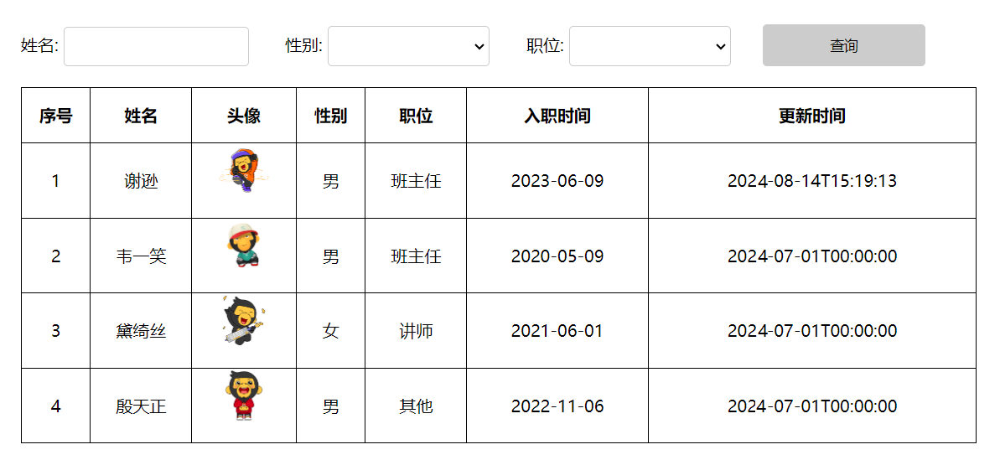 姓名: 性别: 职位: 查询
序号 姓名 头像 性别 职位 入职时间 更新时间
1 谢逊 男 班主任 2023-06-09 2024-08-14T15:19:13
2 韦一笑 男 班主任 2020-05-09 2024-07-01T00:00:00
3 黛绮丝 女 讲师 2021-06-01 2024-07-01T00:00:00
4 殷天正 男 其他 2022-11-06 2024-07-01T00:00:00